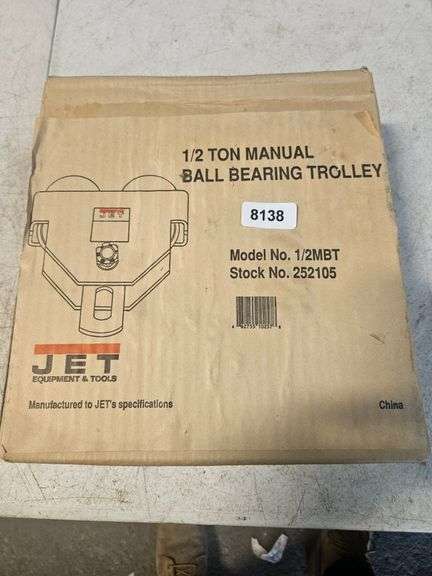 1/2 TON MANUAL
BALL BEARING TROLLEY
8138
Model No. 1/2MBT
Stock No. 252105
JET
EQUIPMENT & TOOLS
Manufactured to JET's specifications
China